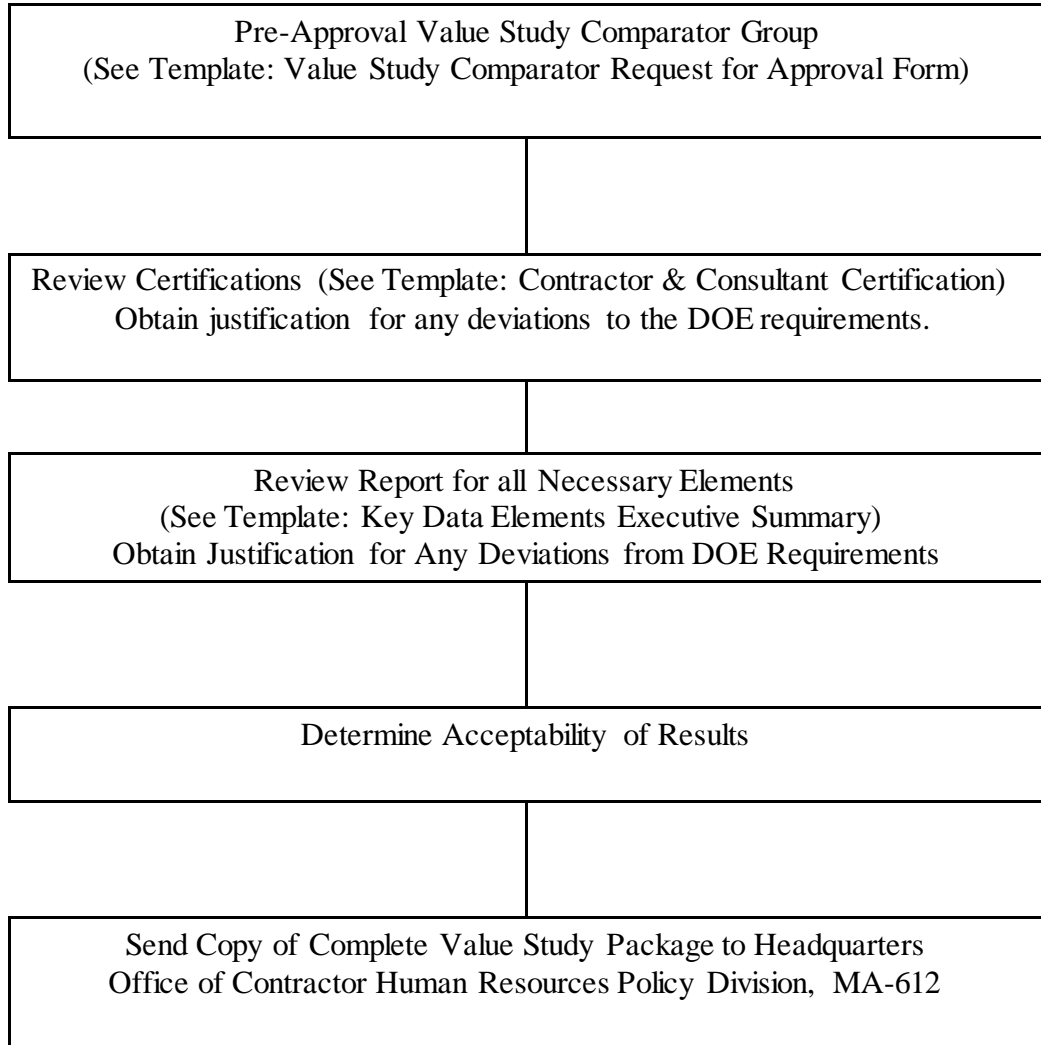 Pre-Approval Value Study Comparator Group
(See Template: Value Study Comparator Request for Approval Form)
Review Certifications (See Template: Contractor & Consultant Certification)
Obtain justification for any deviations to the DOE requirements.
Review Report for all Necessary Elements
(See Template: Key Data Elements Executive Summary)
Obtain Justification for Any Deviations from DOE Requirements
Determine Acceptability of Results
Send Copy of Complete Value Study Package to Headquarters
Office of Contractor Human Resources Policy Division, MA-612